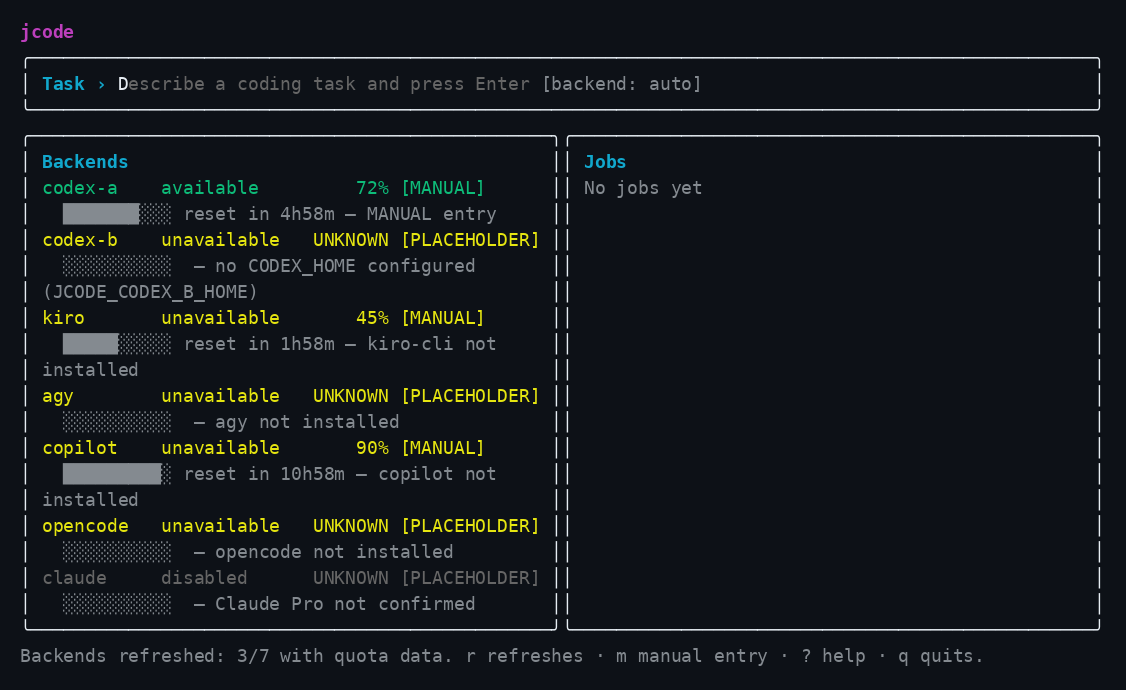 jcode
Task › Describe a coding task and press Enter [backend: auto]
Backends
codex-a available 72% [MANUAL]
reset in 4h58m — MANUAL entry
codex-b unavailable UNKNOWN [PLACEHOLDER]
— no CODEX_HOME configured
(JCODE_CODEX_B_HOME)
kiro unavailable 45% [MANUAL]
reset in 1h58m — kiro-cli not
installed
agy unavailable UNKNOWN [PLACEHOLDER]
— agy not installed
copilot unavailable 90% [MANUAL]
reset in 10h58m — copilot not
installed
opencode unavailable UNKNOWN [PLACEHOLDER]
— opencode not installed
claude disabled UNKNOWN [PLACEHOLDER]
— Claude Pro not confirmed
Jobs
No jobs yet
Backends refreshed: 3/7 with quota data. r refreshes · m manual entry · ? help · q quits.